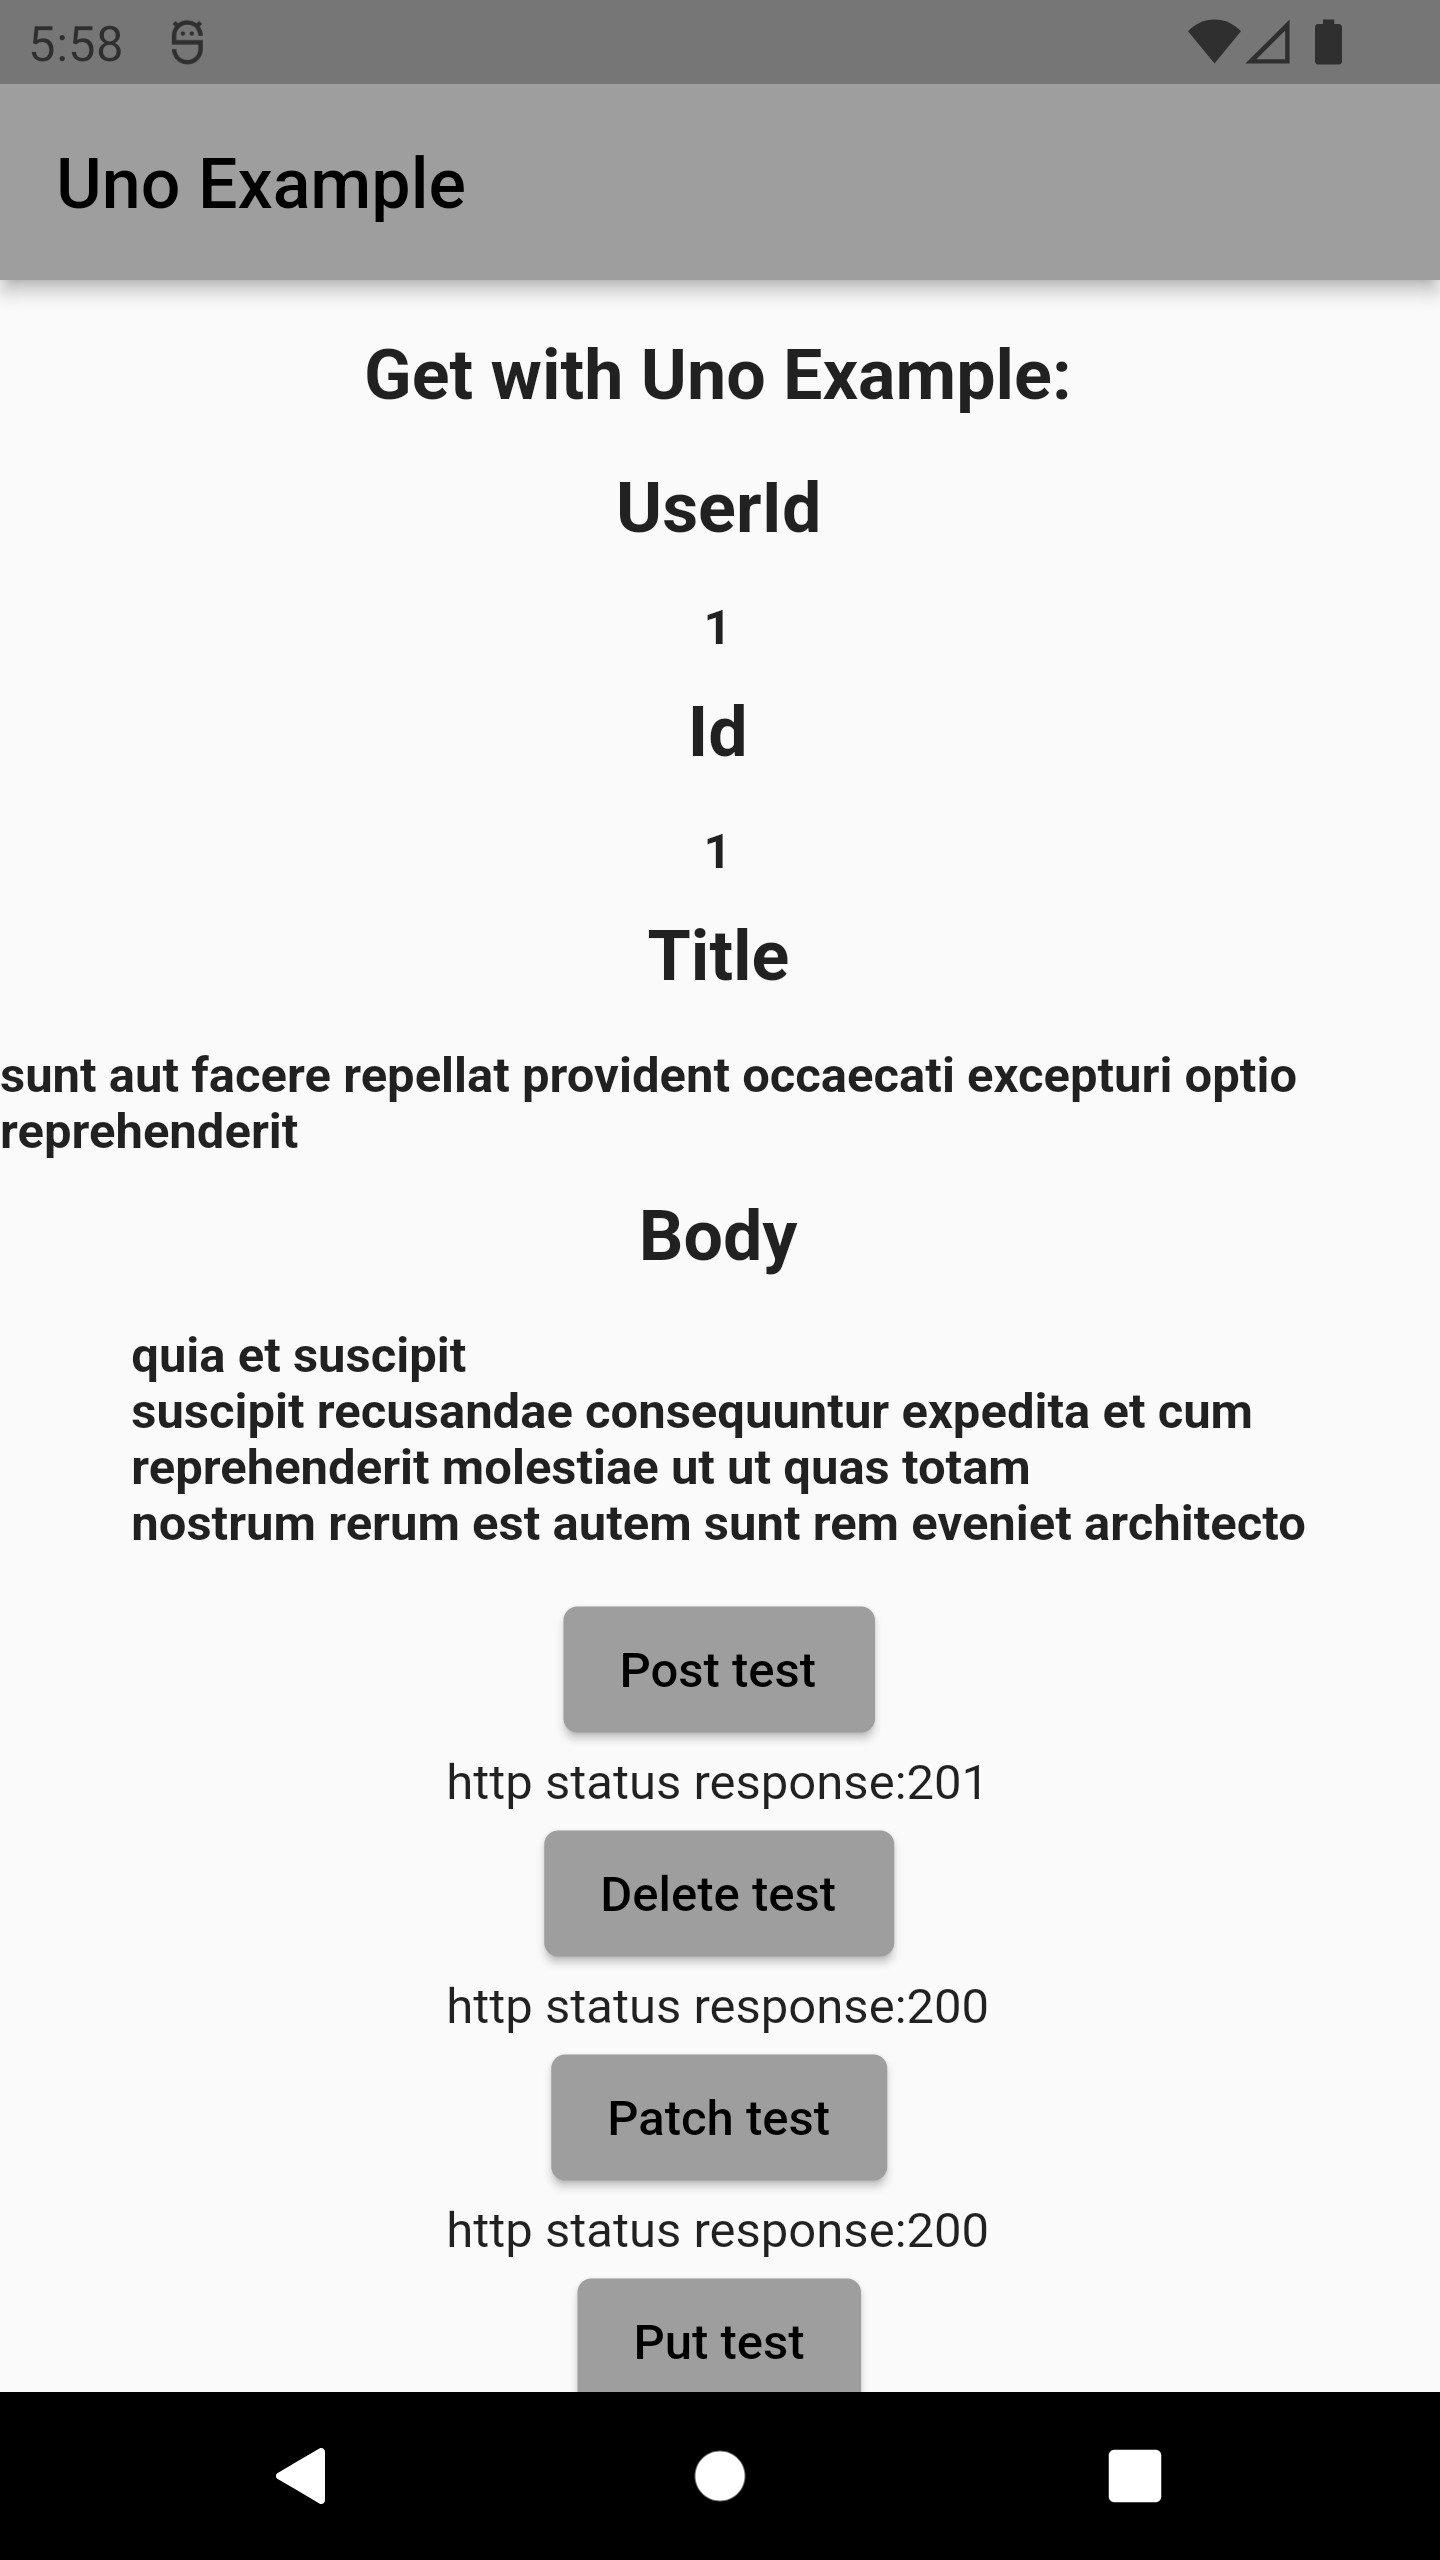 5:58
Uno Example
Get with Uno Example:
UserId
1
Id
1
Title
sunt aut facere repellat provident occaecati excepturi optio
reprehenderit
Body
quia et suscipit
suscipit recusandae consequuntur expedita et cum
reprehenderit molestiae ut ut quas totam
nostrum rerum est autem sunt rem eveniet architecto
Post test
http status response:201
Delete test
http status response:200
Patch test
http status response:200
Put test